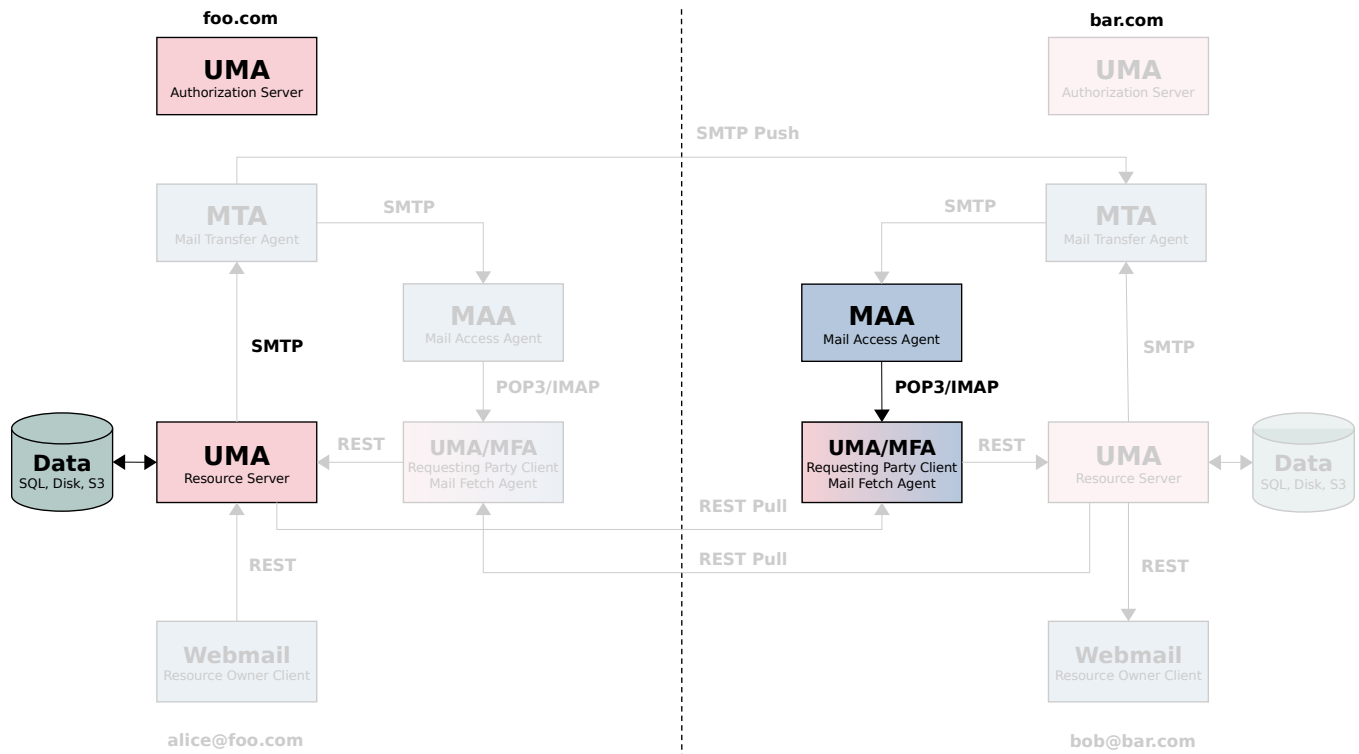 foo.com
bar.com
UMA
Authorization Server
UMA
Authorization Server
SMTP Push
MTA
Mail Transfer Agent
SMTP
SMTP
MTA
Mail Transfer Agent
MAA
Mail Access Agent
MAA
Mail Access Agent
SMTP
SMTP
POP3/IMAP
POP3/IMAP
Data
SQL, Disk, S3
UMA
Resource Server
REST
UMA/MFA
Requesting Party Client
Mail Fetch Agent
UMA/MFA
Requesting Party Client
Mail Fetch Agent
REST
UMA
Resource Server
Data
SQL, Disk, S3
REST Pull
REST Pull
REST
REST
Webmail
Resource Owner Client
Webmail
Resource Owner Client
alice@foo.com
bob@bar.com